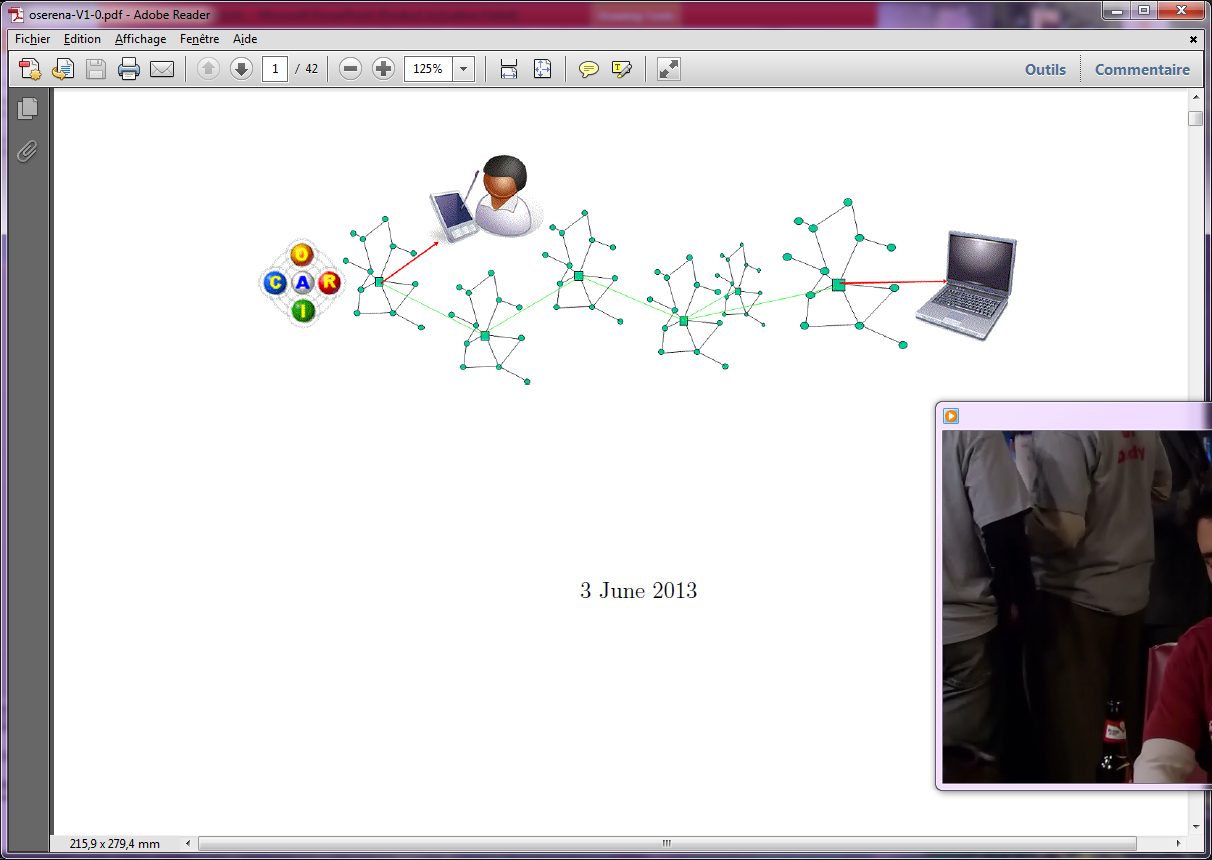 oserena-V1-0.pdf - Adobe Reader
Fichier Edition Affichage Fenêtre Aide
1 / 42 125% Outils Commentaire
O
C A R
I
3 June 2013
215,9 x 279,4 mm